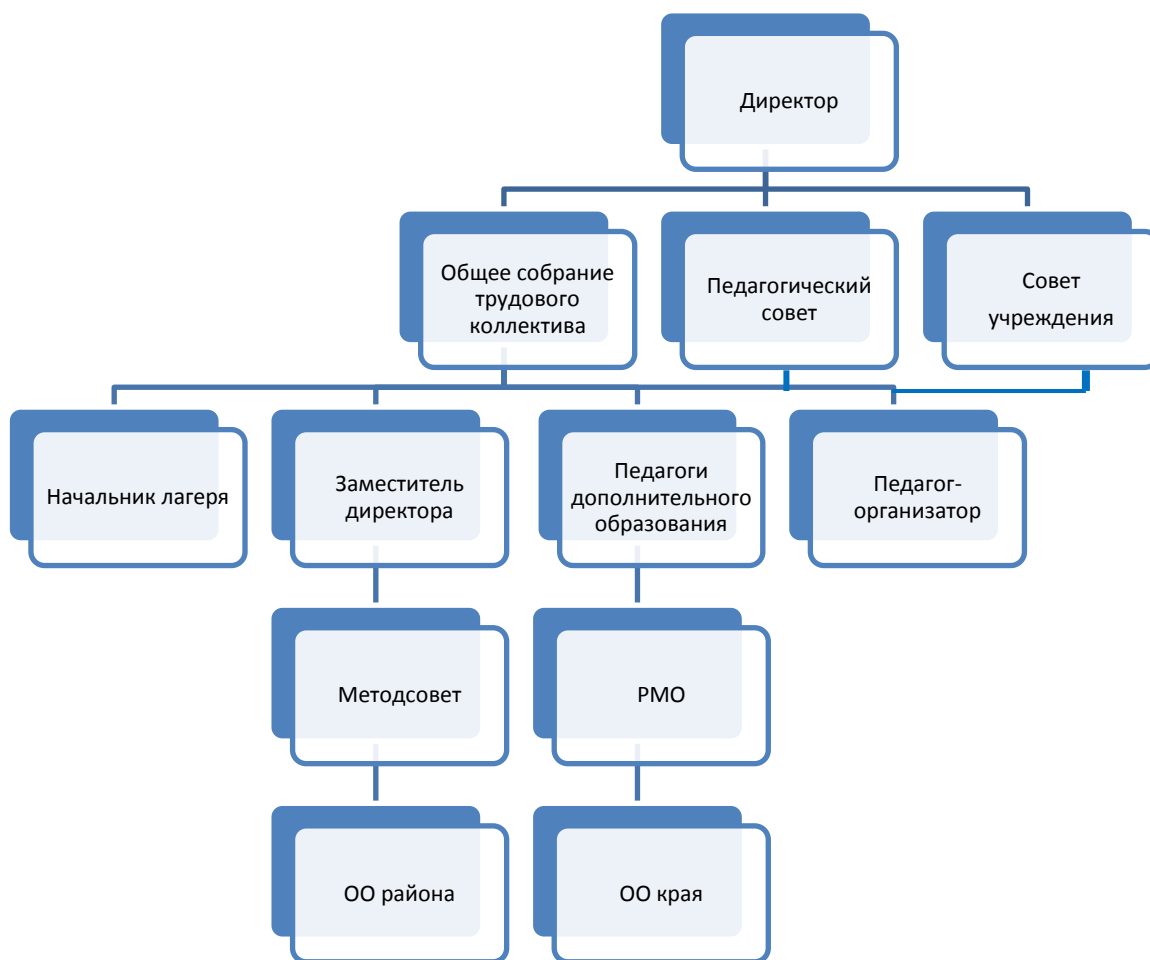 Директор
Общее собрание
трудового
коллектива
Педагогический
совет
Совет
учреждения
Начальник лагеря
Заместитель
директора
Педагоги
дополнительного
образования
Педагог-
организатор
Методсовет
РМО
ОО района
ОО края